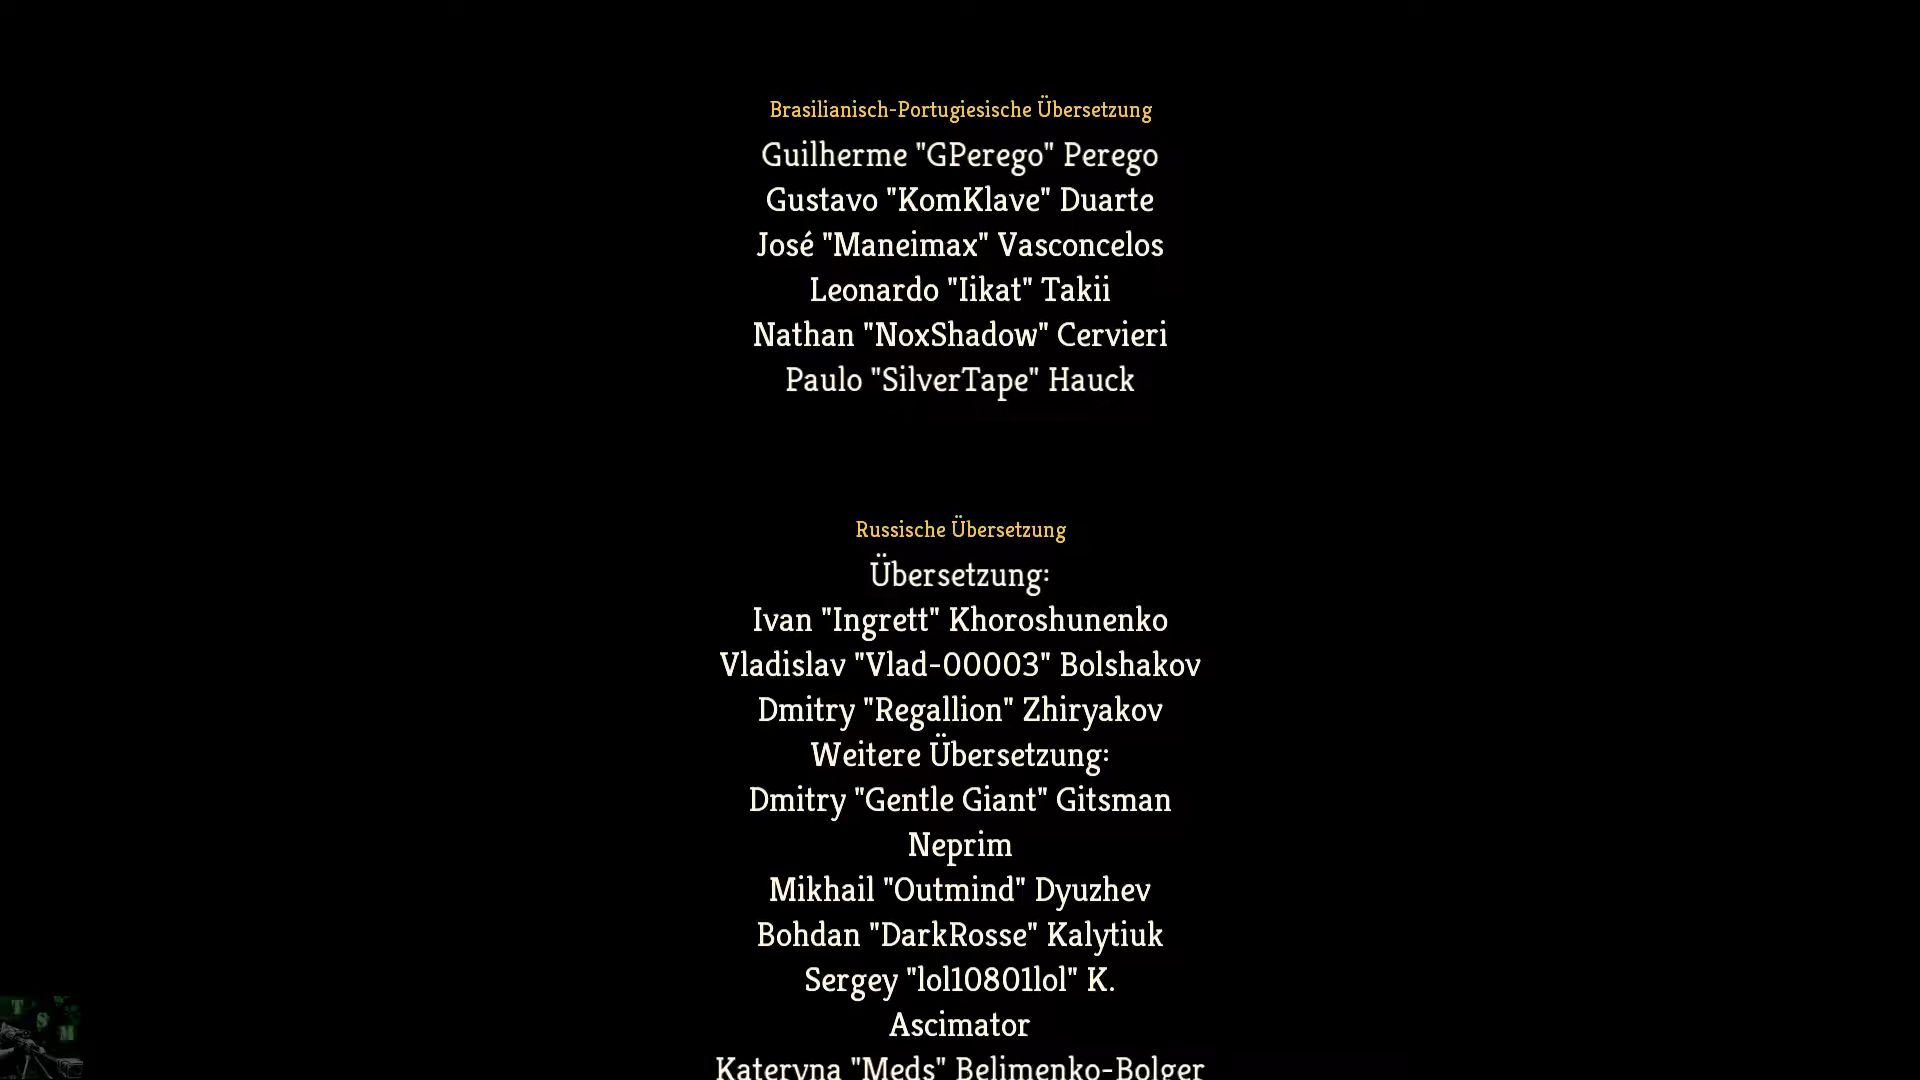 Brasilianisch-Portugiesische Übersetzung
Guilherme "GPerego" Perego
Gustavo "KomKlave" Duarte
José "Maneimax" Vasconcelos
Leonardo "Iikat" Takii
Nathan "NoxShadow" Cervieri
Paulo "SilverTape" Hauck
Russische Übersetzung
Übersetzung:
Ivan "Ingrett" Khoroshunenko
Vladislav "Vlad-00003" Bolshakov
Dmitry "Regallion" Zhiryakov
Weitere Übersetzung:
Dmitry "Gentle Giant" Gitsman
Neprim
Mikhail "Outmind" Dyuzhev
Bohdan "DarkRosse" Kalytiuk
Sergey "lol10801lol" K.
Ascimator
Kateryna "Meds" Belimenko-Bolger
T S M